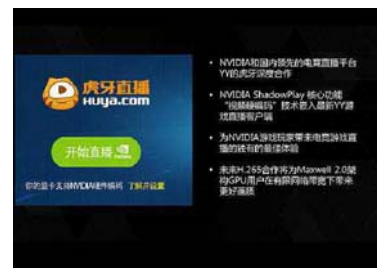 虎牙直播
HUya.com
开始直播
你的显卡支持NVIDIA硬件编码 了解并设置
• NVIDIA和国内领先的电竞直播平台
YY的虎牙深度合作
• NVIDIA ShadowPlay 核心功能
“视频硬编码”技术嵌入最新YY游
戏直播客户端
• 为NVIDIA游戏玩家带来电竞游戏直
播的独有的最佳体验
• 未来H.265合作将为Maxwell 2.0架
构GPU用户在有限网络带宽下带来
更好画质